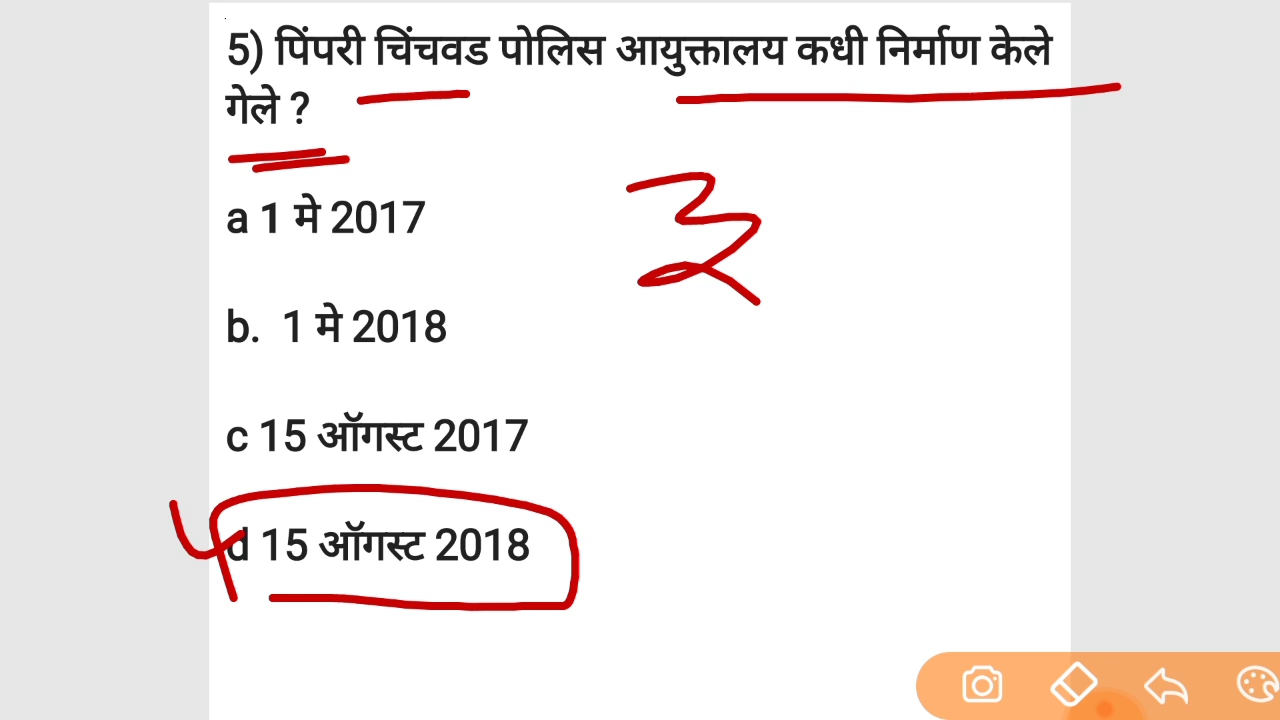 5) पिंपरी चिंचवड पोलिस आयुक्तालय कधी निर्माण केले
गेले ?
a 1 मे 2017
b. 1 मे 2018
c 15 ऑगस्ट 2017
d 15 ऑगस्ट 2018